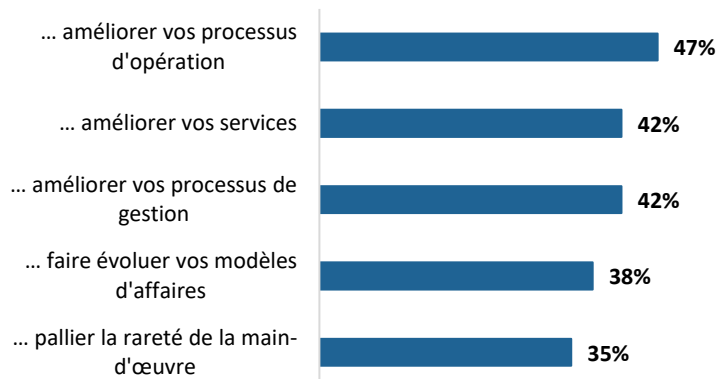 ... améliorer vos processus
d'opération
47%
... améliorer vos services
42%
... améliorer vos processus de
gestion
42%
... faire évoluer vos modèles
d'affaires
38%
... pallier la rareté de la main-
d'œuvre
35%